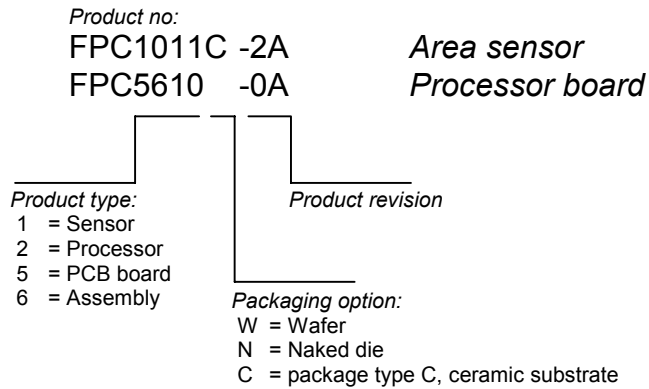 Product no:
FPC1011C -2A Area sensor
FPC5610 -0A Processor board
Product type:
1 = Sensor
2 = Processor
5 = PCB board
6 = Assembly
Product revision
Packaging option:
W = Wafer
N = Naked die
C = package type C, ceramic substrate